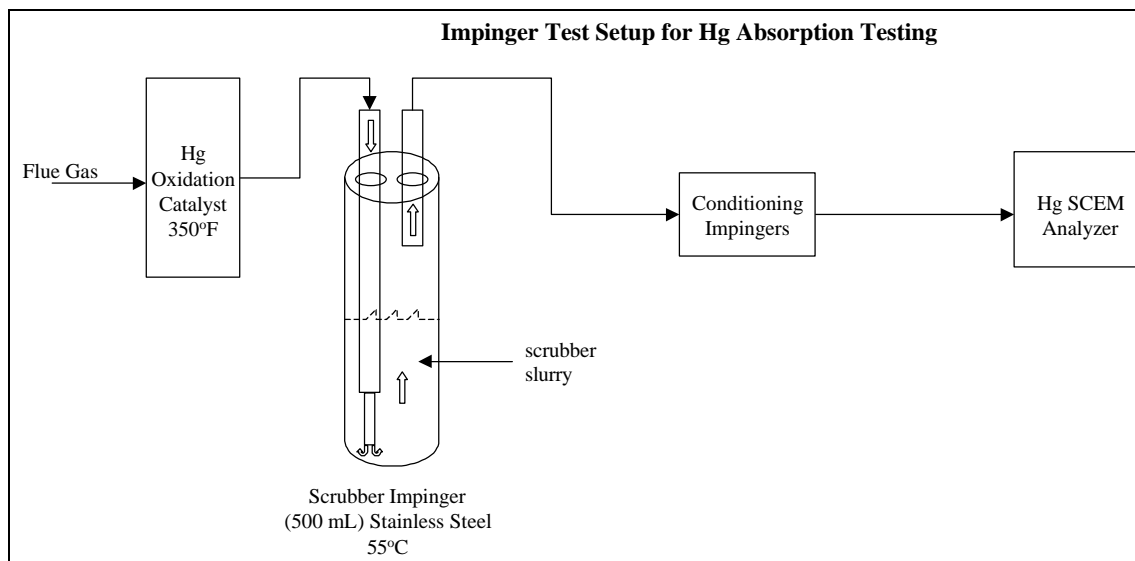 Impinger Test Setup for Hg Absorption Testing
Flue Gas
Hg
Oxidation
Catalyst
350°F
scrubber
slurry
Conditioning
Impingers
Hg SCEM
Analyzer
Scrubber Impinger
(500 mL) Stainless Steel
55°C